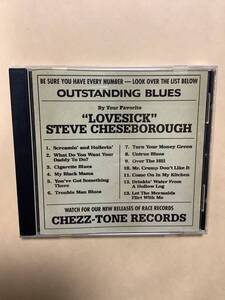 BE SURE YOU HAVE EVERY NUMBER — LOOK OVER THE LIST BELOW
OUTSTANDING BLUES
By Your Favorite
"LOVESICK"
STEVE CHESEBOROUGH
1. Screamin' and Hollerin'
2. What Do You Want Your
Daddy To Do?
3. Cigarette Blues
4. My Black Mama
5. You've Got Something
There
6. Trouble Man Blues
7. Turn Your Money Green
8. Untrue Blues
9. Over The Hill
10. Mr. Crump Don't Like It
11. Come On In My Kitchen
12. Drinkin' Water From
A Hollow Log
13. Let The Mermaids
Flirt With Me
WATCH FOR OUR NEW RELEASES OF RACE RECORDS
CHEZZ-TONE RECORDS